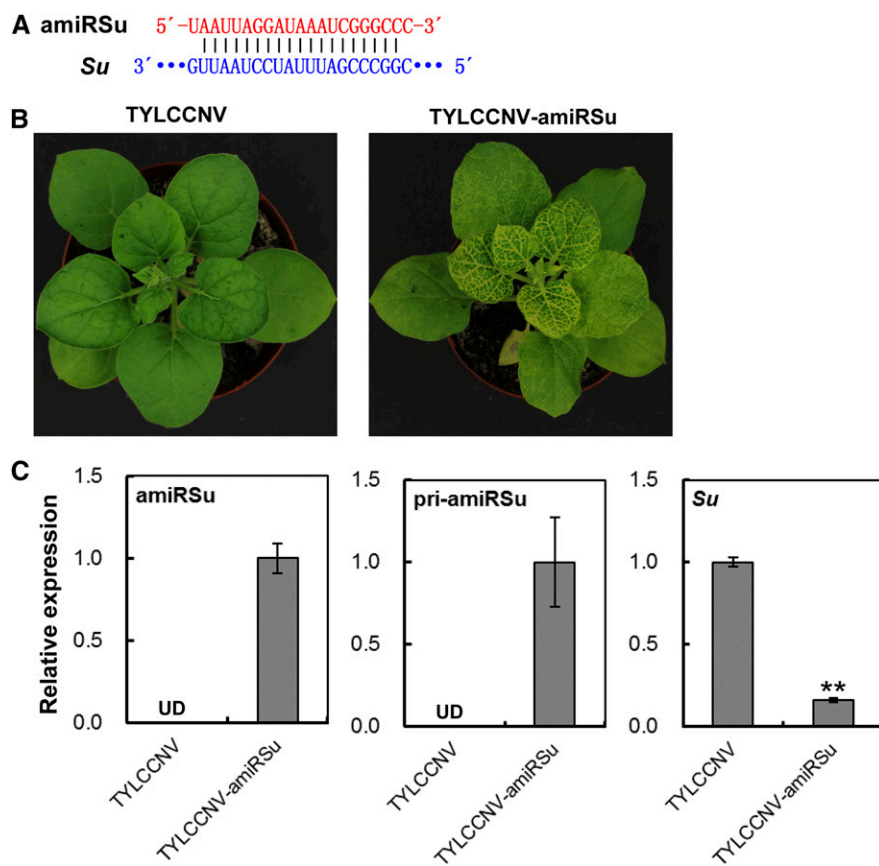 A amiRSu 5´-UAAUUAGGAUAAAUCGGGCCC-3´
Su 3´•••GUUAAUCCUAUUUAGCCCGGC••• 5´
B
TYLCCNV TYLCCNV-amiRSu
C
Relative expression
amiRSu
1.5
1.0
0.5
0.0
UD
TYLCCNV
TYLCCNV-amiRSu
pri-amiRSu
1.5
1.0
0.5
0.0
UD
TYLCCNV
TYLCCNV-amiRSu
Su
1.5
1.0
0.5
0.0
**
TYLCCNV
TYLCCNV-amiRSu